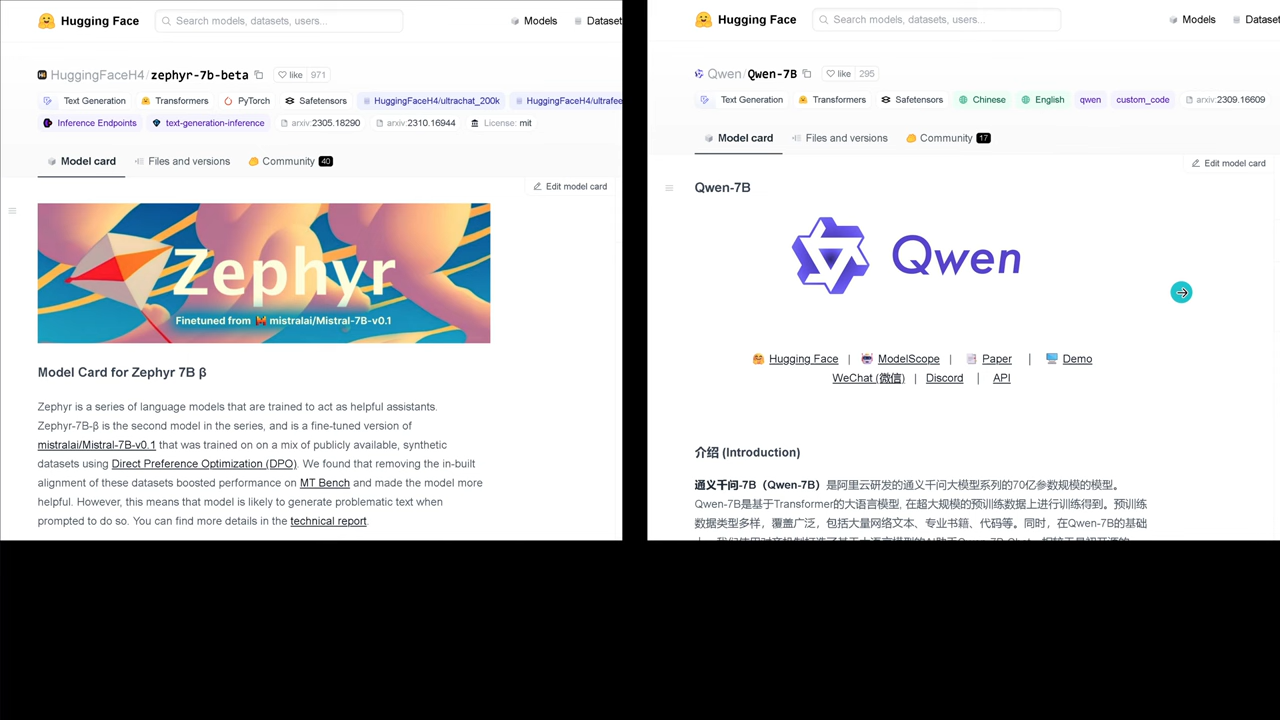 Hugging Face
Search models, datasets, users...
Models
Dataset
HuggingFaceH4/zephyr-7b-beta
like 971
Text Generation
Transformers
PyTorch
Safetensors
HuggingFaceH4/ultrachat_200k
HuggingFaceH4/ultrafee
Inference Endpoints
text-generation-inference
arxiv:2305.18290
arxiv:2310.16944
License: mit
Model card
Files and versions
Community 40
Edit model card
Zephyr
Finetuned from mistralai/Mistral-7B-v0.1
Model Card for Zephyr 7B β
Zephyr is a series of language models that are trained to act as helpful assistants.
Zephyr-7B-β is the second model in the series, and is a fine-tuned version of
mistralai/Mistral-7B-v0.1 that was trained on on a mix of publicly available, synthetic
datasets using Direct Preference Optimization (DPO). We found that removing the in-built
alignment of these datasets boosted performance on MT Bench and made the model more
helpful. However, this means that model is likely to generate problematic text when
prompted to do so. You can find more details in the technical report.
Hugging Face
Search models, datasets, users...
Models
Dataset
Qwen/Qwen-7B
like 295
Text Generation
Transformers
Safetensors
Chinese
English
qwen
custom_code
arxiv:2309.16609
Model card
Files and versions
Community 17
Edit model card
Qwen-7B
Qwen
Hugging Face | ModelScope | Paper | Demo
WeChat (微信) | Discord | API
介绍 (Introduction)
通义千问-7B（Qwen-7B）是阿里云研发的通义千问大模型系列的70亿参数规模的模型。
Qwen-7B是基于Transformer的大语言模型, 在超大规模的预训练数据上进行训练得到。预训练
数据类型多样，覆盖广泛，包括大量网络文本、专业书籍、代码等。同时，在Qwen-7B的基础